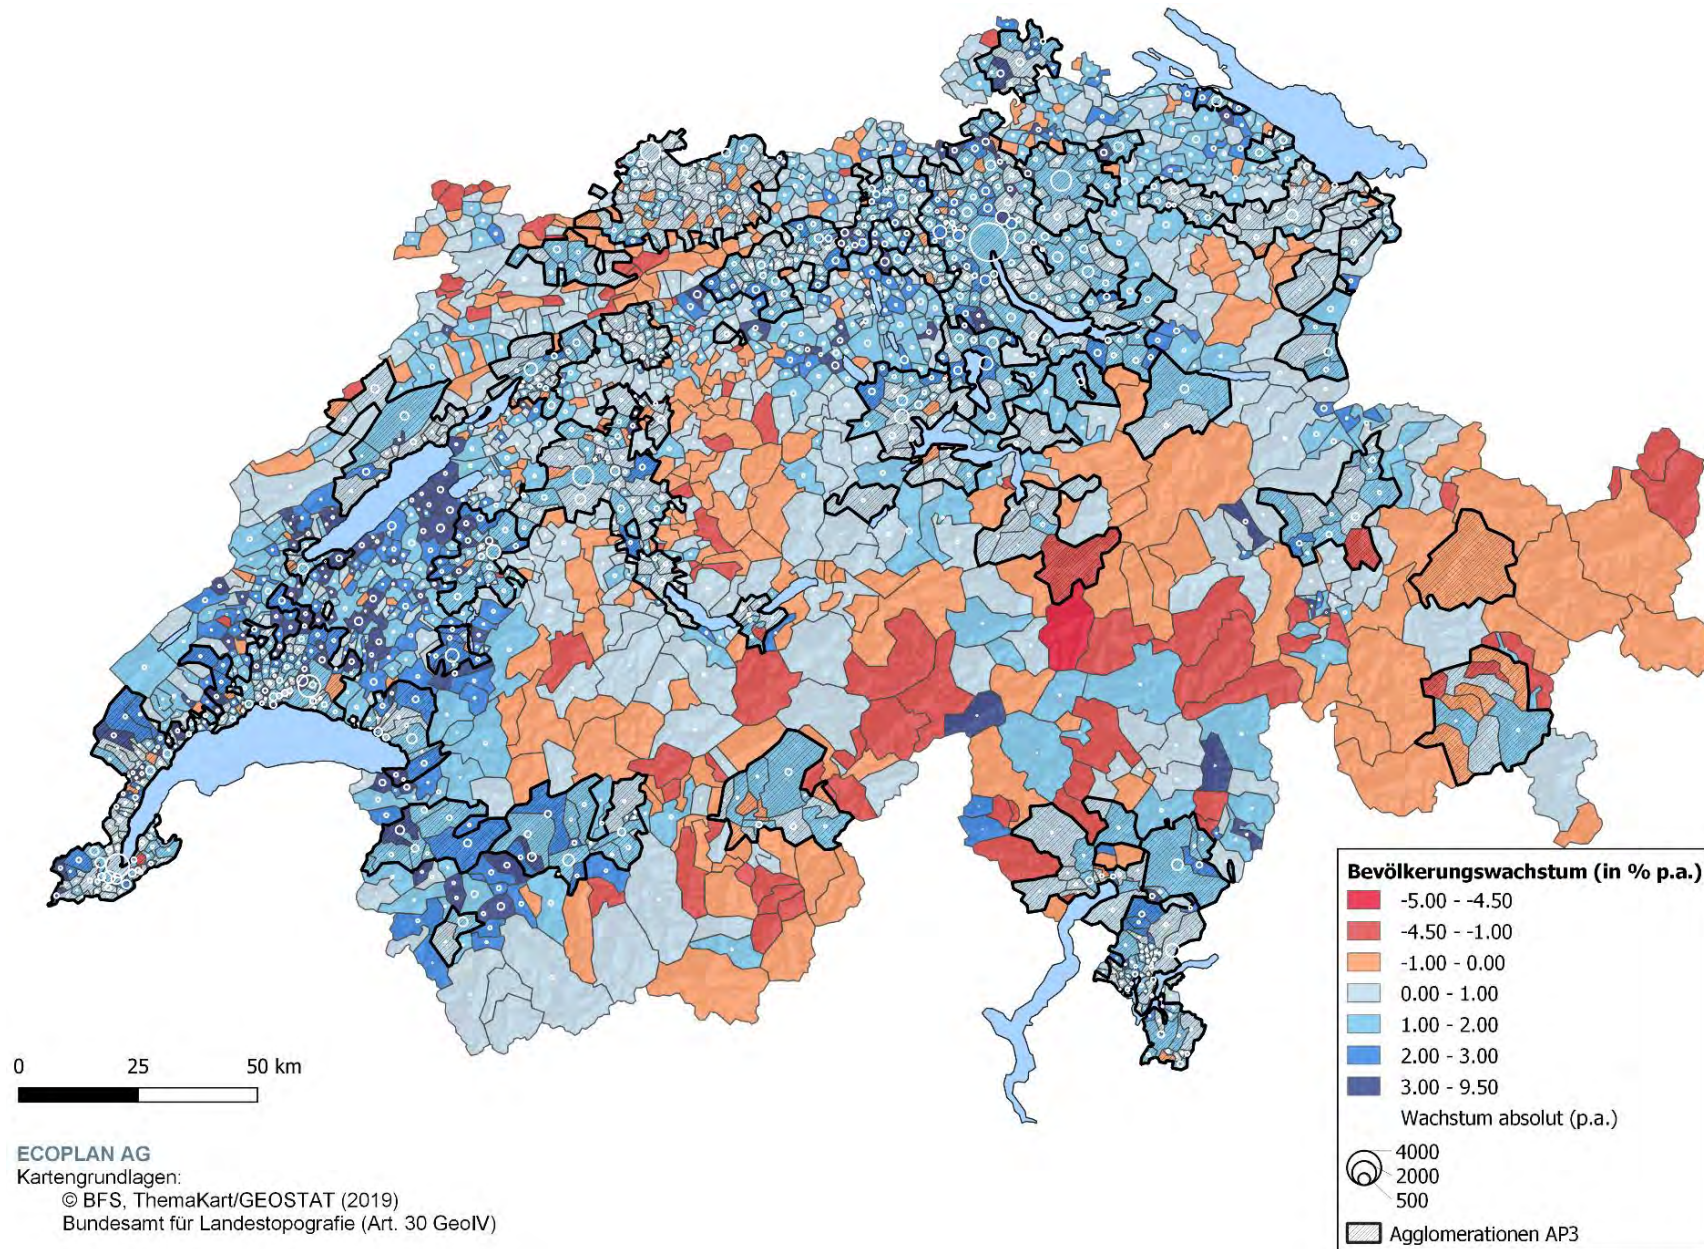 Bevölkerungswachstum (in % p.a.)
-5.00 - -4.50
-4.50 - -1.00
-1.00 - 0.00
0.00 - 1.00
1.00 - 2.00
2.00 - 3.00
3.00 - 9.50
Wachstum absolut (p.a.)
4000
2000
500
Agglomerationen AP3
0 25 50 km
ECOPLAN AG
Kartengrundlagen:
© BFS, ThemaKart/GEOSTAT (2019)
Bundesamt für Landestopografie (Art. 30 GeoIV)